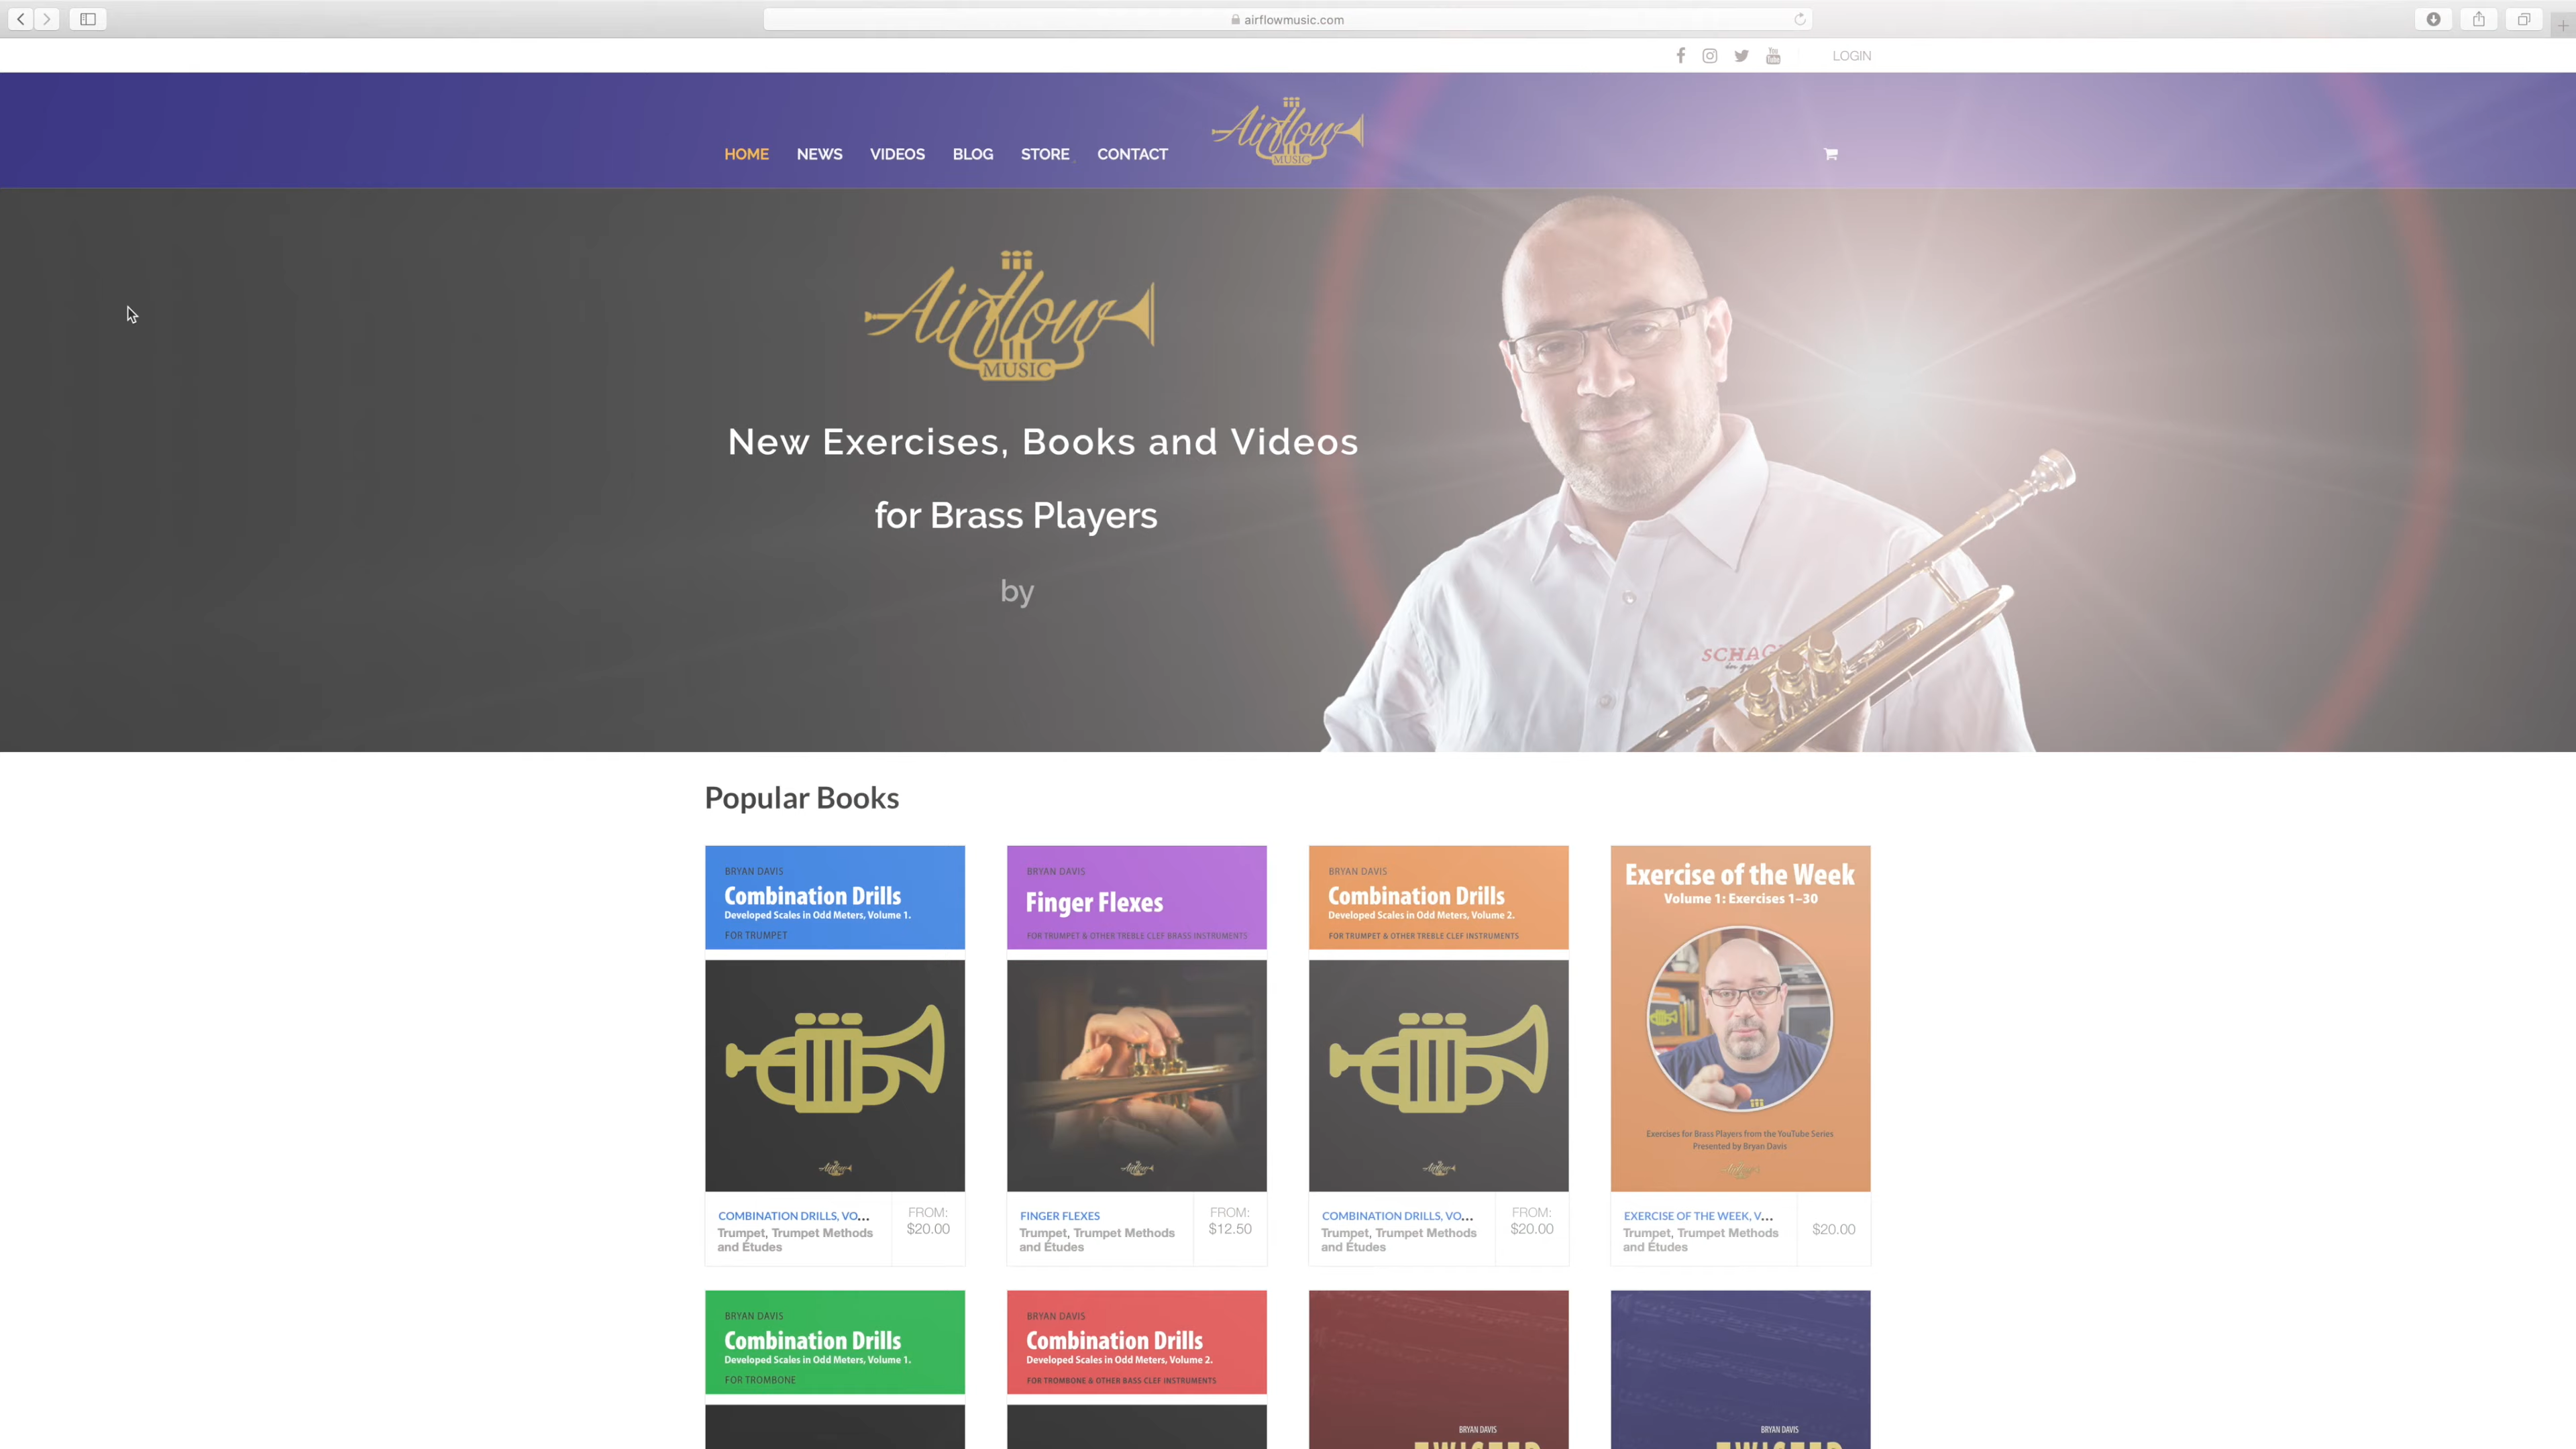 airflowmusic.com
LOGIN
HOME NEWS VIDEOS BLOG STORE CONTACT
Airflow
MUSIC
Airflow
MUSIC
New Exercises, Books and Videos
for Brass Players
by
Popular Books
BRYAN DAVIS
Combination Drills
Developed Scales in Odd Meters, Volume 1.
FOR TRUMPET
Airflow
COMBINATION DRILLS, VO...
Trumpet, Trumpet Methods
and Études
FROM:
$20.00
BRYAN DAVIS
Finger Flexes
FOR TRUMPET & OTHER TREBLE CLEF BRASS INSTRUMENTS
Airflow
FINGER FLEXES
Trumpet, Trumpet Methods
and Études
FROM:
$12.50
BRYAN DAVIS
Combination Drills
Developed Scales in Odd Meters, Volume 2.
FOR TRUMPET & OTHER TREBLE CLEF INSTRUMENTS
Airflow
COMBINATION DRILLS, VO...
Trumpet, Trumpet Methods
and Études
FROM:
$20.00
Exercise of the Week
Volume 1: Exercises 1–30
Exercises for Brass Players from the YouTube Series
Presented by Bryan Davis
Airflow
EXERCISE OF THE WEEK, V...
Trumpet, Trumpet Methods
and Études
$20.00
BRYAN DAVIS
Combination Drills
Developed Scales in Odd Meters, Volume 1.
FOR TROMBONE
BRYAN DAVIS
Combination Drills
Developed Scales in Odd Meters, Volume 2.
FOR TROMBONE & OTHER BASS CLEF INSTRUMENTS
BRYAN DAVIS
TWISTED
BRYAN DAVIS
TWISTED